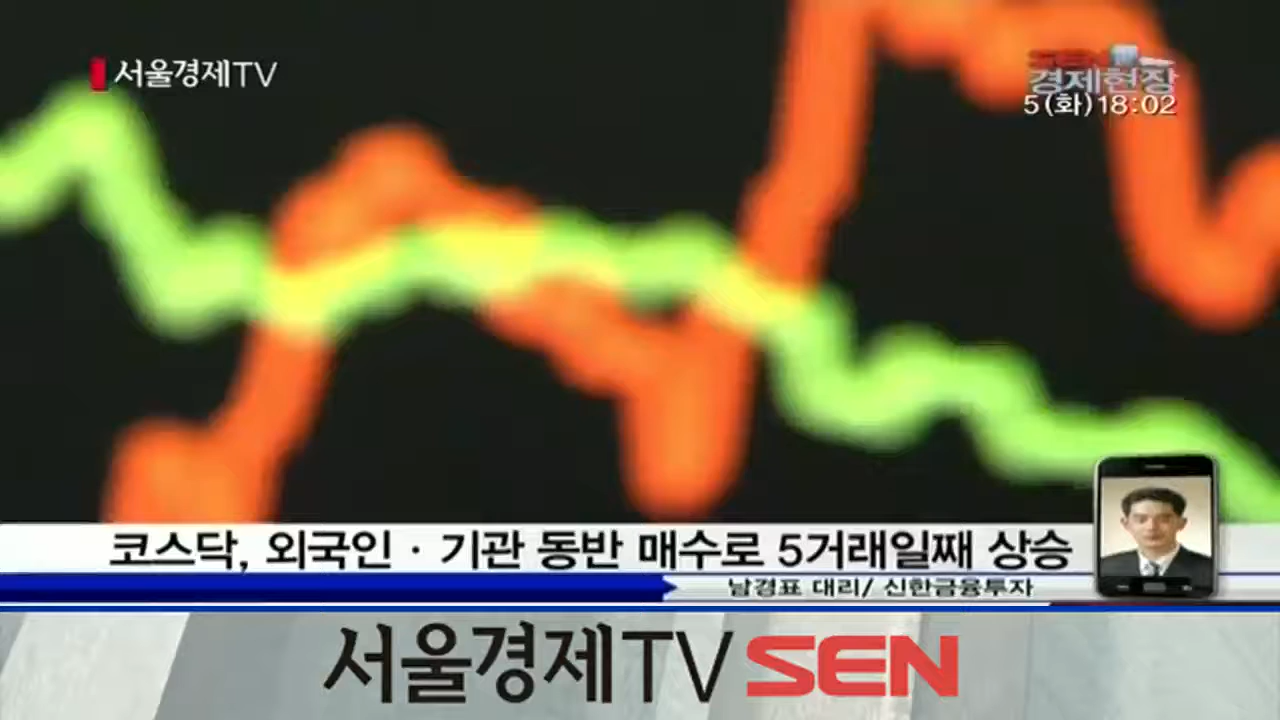 서울경제TV
SEN
경제현장
5(화)18:02
코스닥, 외국인·기관 동반 매수로 5거래일째 상승
남경표 대리/ 신한금융투자
서울경제TV SEN